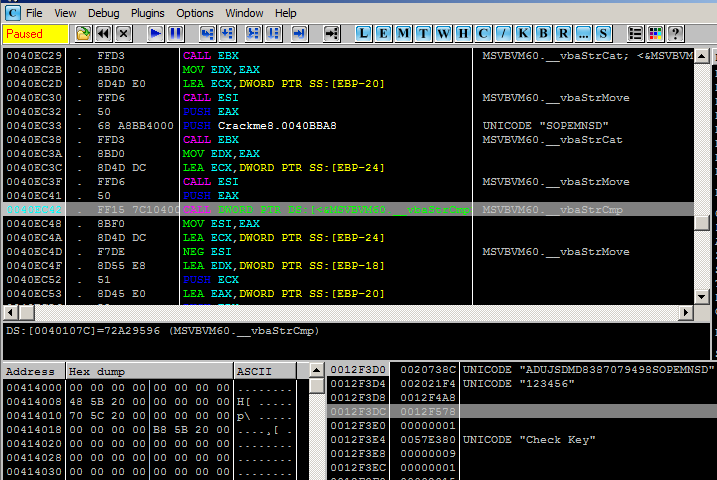 C File View Debug Plugins Options Window Help
Paused L E M T W H C / K B R ... S ?
0040EC29 . FFD3 CALL EBX MSVBVM60.__vbaStrCat; <&MSVBVM
0040EC2B . 8BD0 MOV EDX,EAX
0040EC2D . 8D4D E0 LEA ECX,DWORD PTR SS:[EBP-20]
0040EC30 . FFD6 CALL ESI MSVBVM60.__vbaStrMove
0040EC32 . 50 PUSH EAX
0040EC33 . 68 A8BB4000 PUSH Crackme8.0040BBA8 UNICODE "SOPEMNSD"
0040EC38 . FFD3 CALL EBX MSVBVM60.__vbaStrCat
0040EC3A . 8BD0 MOV EDX,EAX
0040EC3C . 8D4D DC LEA ECX,DWORD PTR SS:[EBP-24]
0040EC3F . FFD6 CALL ESI MSVBVM60.__vbaStrMove
0040EC41 . 50 PUSH EAX
0040EC42 . FF15 7C10400 CALL DWORD PTR DS:[<&MSVBVM60.__vbaStrCmp MSVBVM60.__vbaStrCmp
0040EC48 . 8BF0 MOV ESI,EAX
0040EC4A . 8D4D DC LEA ECX,DWORD PTR SS:[EBP-24]
0040EC4D . F7DE NEG ESI MSVBVM60.__vbaStrMove
0040EC4F . 8D55 E8 LEA EDX,DWORD PTR SS:[EBP-18]
0040EC52 . 51 PUSH ECX
0040EC53 . 8D45 E0 LEA EAX,DWORD PTR SS:[EBP-20]
DS:[0040107C]=72A29596 (MSVBVM60.__vbaStrCmp)
Address Hex dump ASCII
00414000 00 00 00 00 00 00 00 00 ........
00414008 48 5B 20 00 00 00 00 00 H[ .....
00414010 70 5C 20 00 00 00 00 00 p\ .....
00414018 00 00 00 00 B8 5B 20 00 ....¸[ .
00414020 00 00 00 00 00 00 00 00 ........
00414028 00 00 00 00 00 00 00 00 ........
00414030 00 00 00 00 00 00 00 00 ........
0012F3D0 0020738C UNICODE "ADUJSDMD8387079498SOPEMNSD"
0012F3D4 002021F4 UNICODE "123456"
0012F3D8 0012F4A8
0012F3DC 0012F578
0012F3E0 00000001
0012F3E4 0057E380 UNICODE "Check Key"
0012F3E8 00000009
0012F3EC 00000001